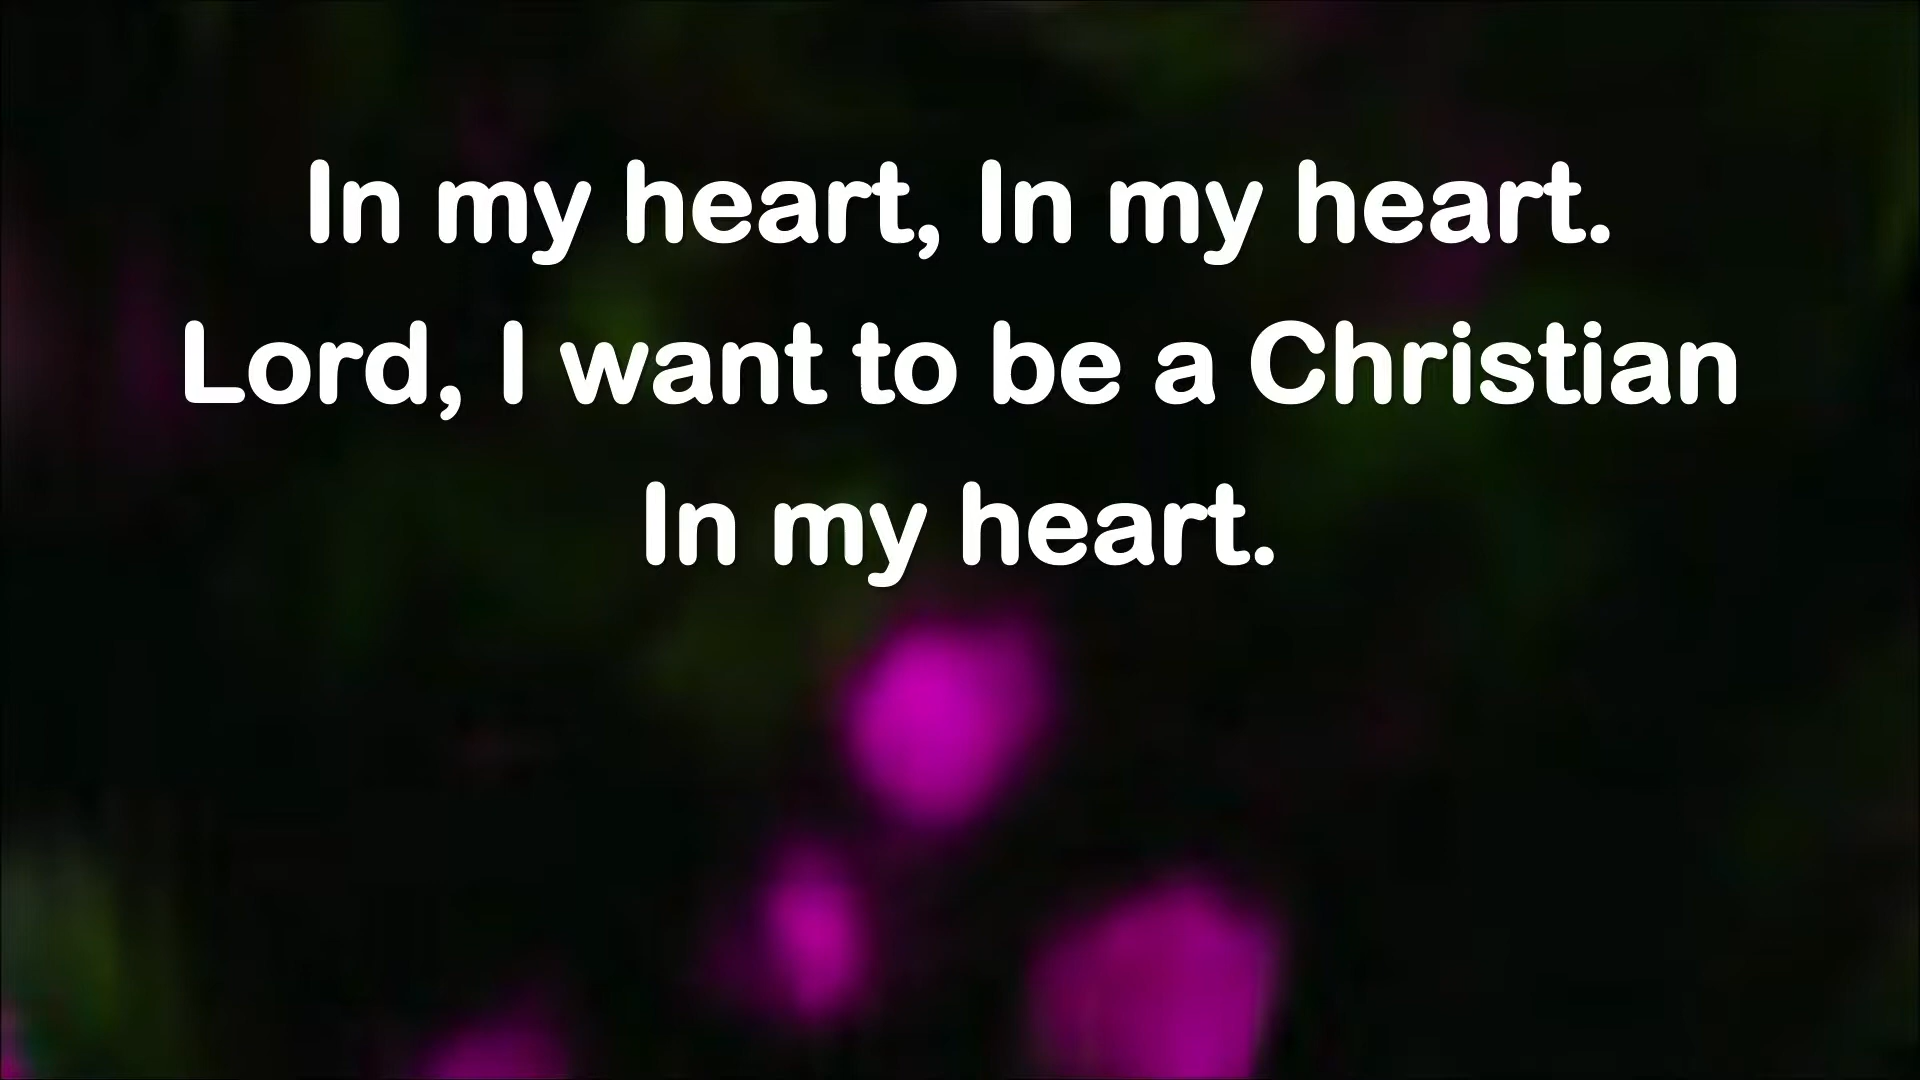 In my heart, In my heart.
Lord, I want to be a Christian
In my heart.